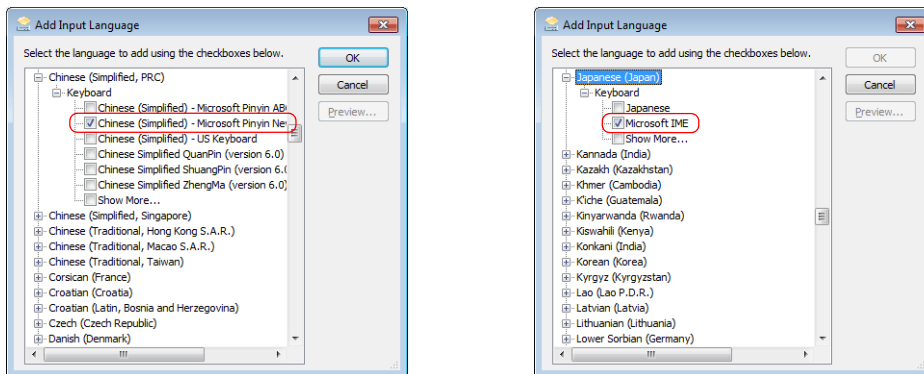 Add Input Language
Select the language to add using the checkboxes below.
OK
Cancel
Preview...
Chinese (Simplified, PRC)
Keyboard
Chinese (Simplified) - Microsoft Pinyin AB
Chinese (Simplified) - Microsoft Pinyin Ne
Chinese (Simplified) - US Keyboard
Chinese Simplified QuanPin (version 6.0)
Chinese Simplified ShuangPin (version 6.
Chinese Simplified ZhengMa (version 6.0)
Show More...
Chinese (Simplified, Singapore)
Chinese (Traditional, Hong Kong S.A.R.)
Chinese (Traditional, Macao S.A.R.)
Chinese (Traditional, Taiwan)
Corsican (France)
Croatian (Croatia)
Croatian (Latin, Bosnia and Herzegovina)
Czech (Czech Republic)
Danish (Denmark)
Add Input Language
Select the language to add using the checkboxes below.
OK
Cancel
Preview...
Japanese (Japan)
Keyboard
Japanese
Microsoft IME
Show More...
Kannada (India)
Kazakh (Kazakhstan)
Khmer (Cambodia)
K'iche (Guatemala)
Kinyarwanda (Rwanda)
Kiswahili (Kenya)
Konkani (India)
Korean (Korea)
Kyrgyz (Kyrgyzstan)
Lao (Lao P.D.R.)
Latvian (Latvia)
Lithuanian (Lithuania)
Lower Sorbian (Germany)